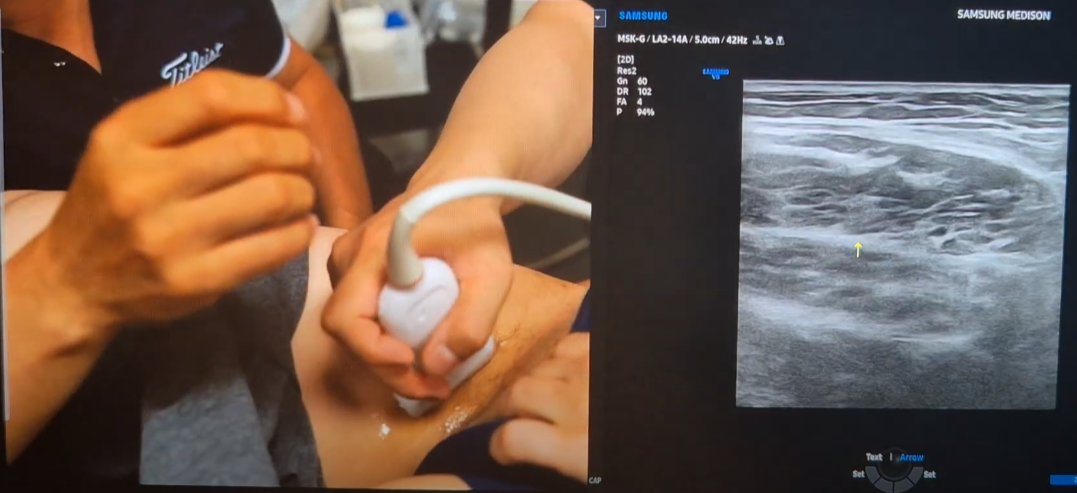 Titleist
SAMSUNG
SAMSUNG MEDISON
MSK-G / LA2-14A / 5.0cm / 42Hz
[2D]
Res2
Gn 60
DR 102
FA 4
P 94%
Text | Arrow
Set Set
CAP